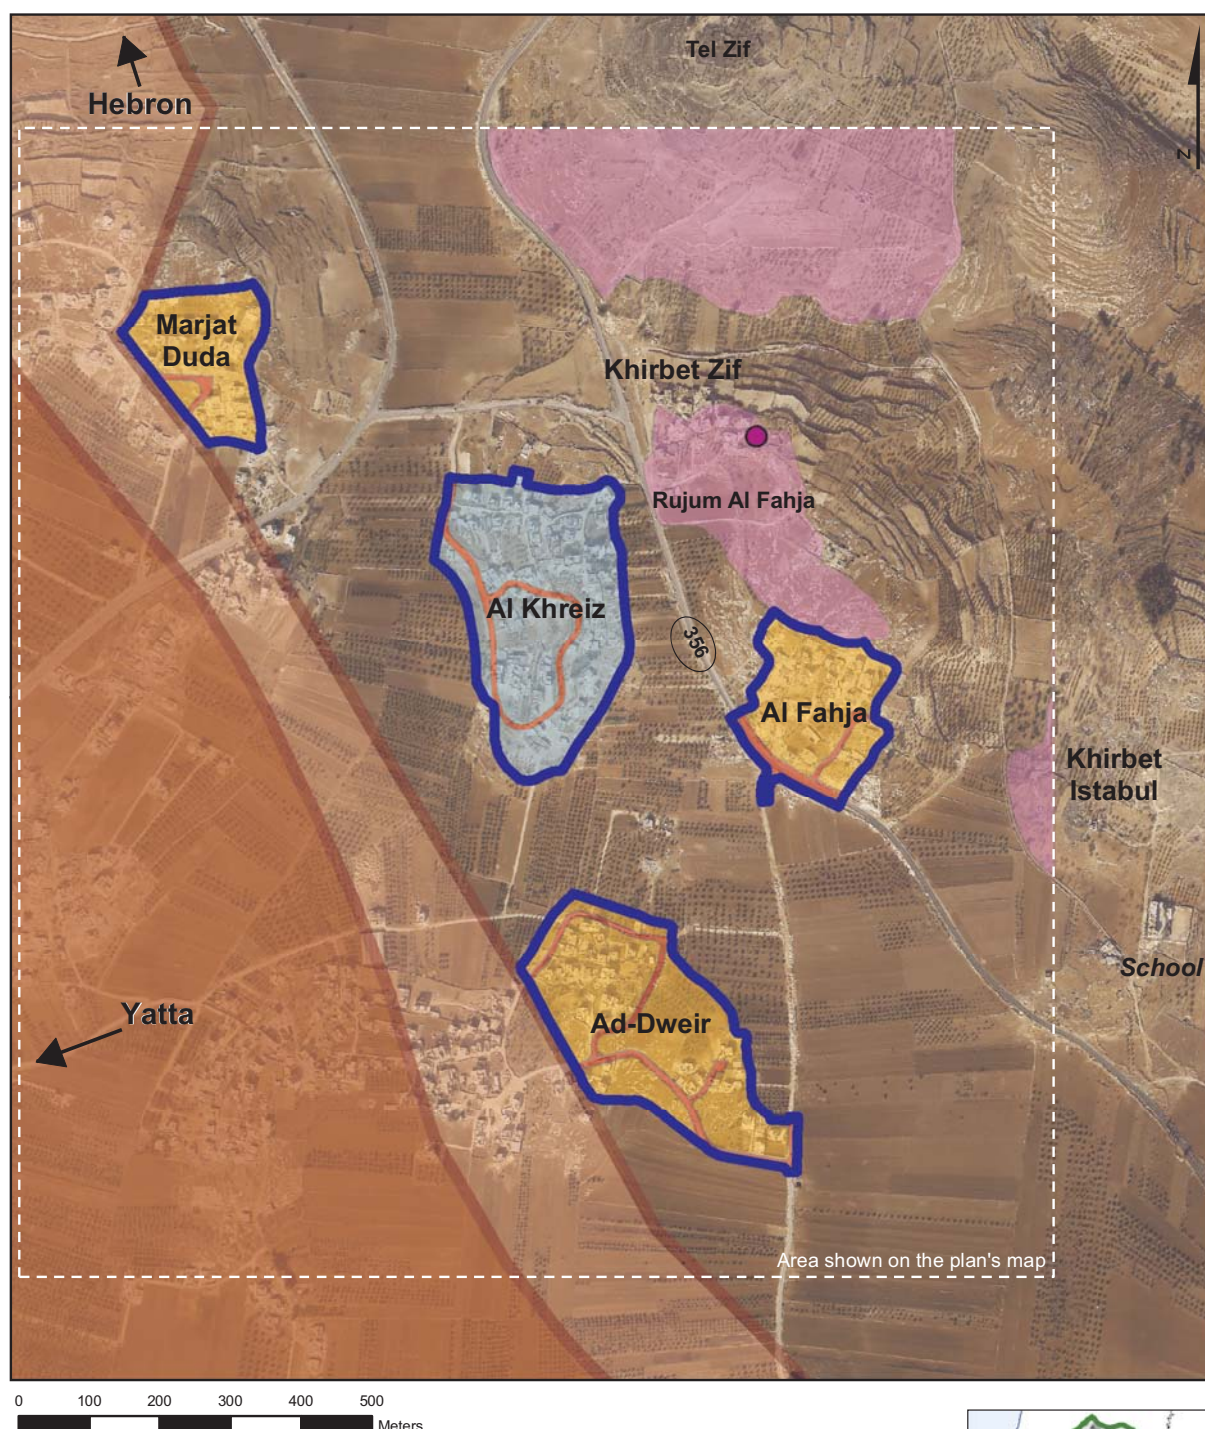 Tel Zif
Hebron
N
Marjat
Duda
Khirbet Zif
Rujum Al Fahja
Al Khreiz
356
Al Fahja
Khirbet
Istabul
School
Yatta
Ad-Dweir
Area shown on the plan's map
0 100 200 300 400 500
Meters